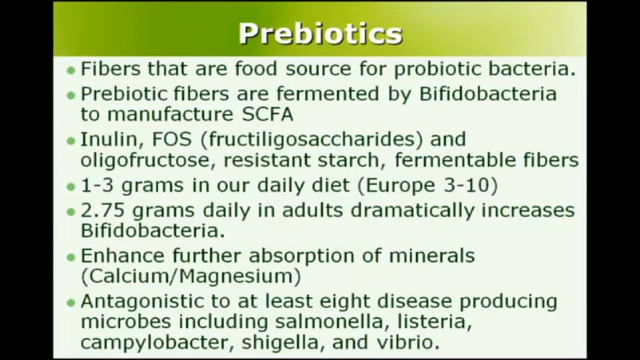 Prebiotics
Fibers that are food source for probiotic bacteria.
Prebiotic fibers are fermented by Bifidobacteria
to manufacture SCFA
Inulin, FOS (fructiligosaccharides) and
oligofructose, resistant starch, fermentable fibers
1-3 grams in our daily diet (Europe 3-10)
2.75 grams daily in adults dramatically increases
Bifidobacteria.
Enhance further absorption of minerals
(Calcium/Magnesium)
Antagonistic to at least eight disease producing
microbes including salmonella, listeria,
campylobacter, shigella, and vibrio.